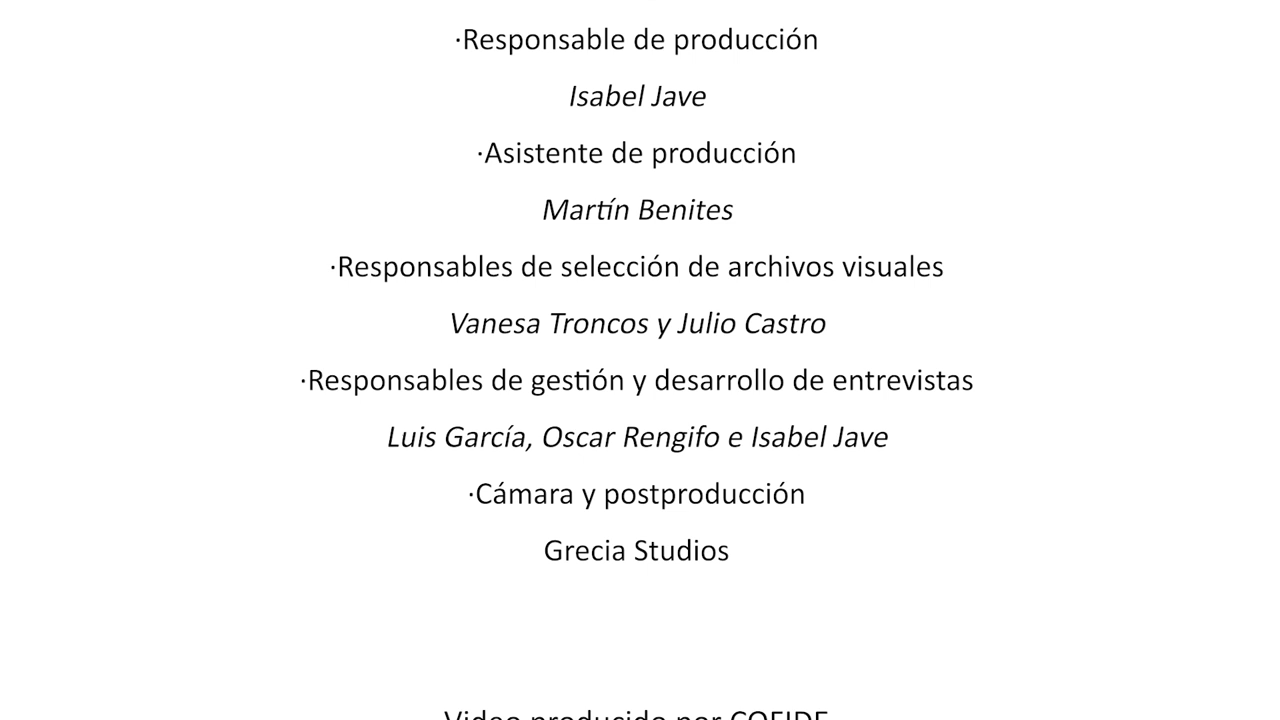 ·Responsable de producción
Isabel Jave
·Asistente de producción
Martín Benites
·Responsables de selección de archivos visuales
Vanesa Troncos y Julio Castro
·Responsables de gestión y desarrollo de entrevistas
Luis García, Oscar Rengifo e Isabel Jave
·Cámara y postproducción
Grecia Studios
Video producido por COFIDE